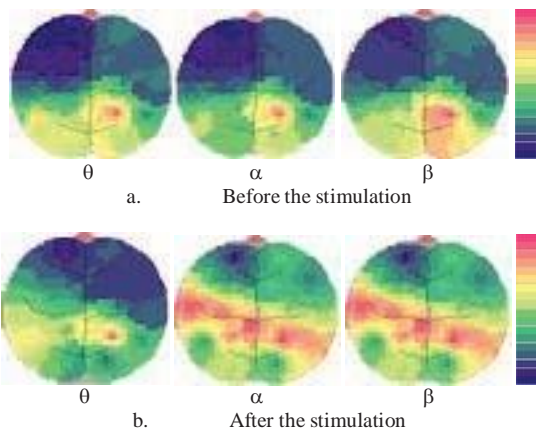 θ α β
a. Before the stimulation
θ α β
b. After the stimulation